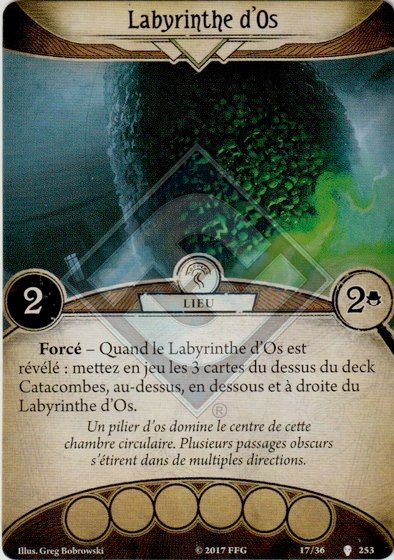 Labyrinthe d'Os
LIEU
2
2
Forcé – Quand le Labyrinthe d'Os est
révélé : mettez en jeu les 3 cartes du dessus du deck
Catacombes, au-dessus, en dessous et à droite du
Labyrinthe d'Os.
Un pilier d'os domine le centre de cette
chambre circulaire. Plusieurs passages obscurs
s'étirent dans de multiples directions.
Illus. Greg Bobrowski © 2017 FFG 17/36 253